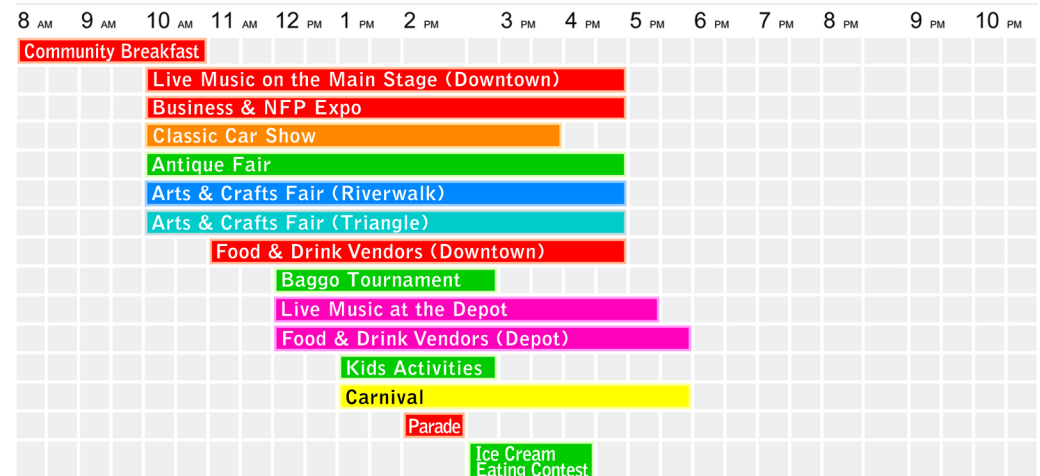 8 AM 9 AM 10 AM 11 AM 12 PM 1 PM 2 PM 3 PM 4 PM 5 PM 6 PM 7 PM 8 PM 9 PM 10 PM
Community Breakfast
Live Music on the Main Stage (Downtown)
Business & NFP Expo
Classic Car Show
Antique Fair
Arts & Crafts Fair (Riverwalk)
Arts & Crafts Fair (Triangle)
Food & Drink Vendors (Downtown)
Baggo Tournament
Live Music at the Depot
Food & Drink Vendors (Depot)
Kids Activities
Carnival
Parade
Ice Cream
Eating Contest